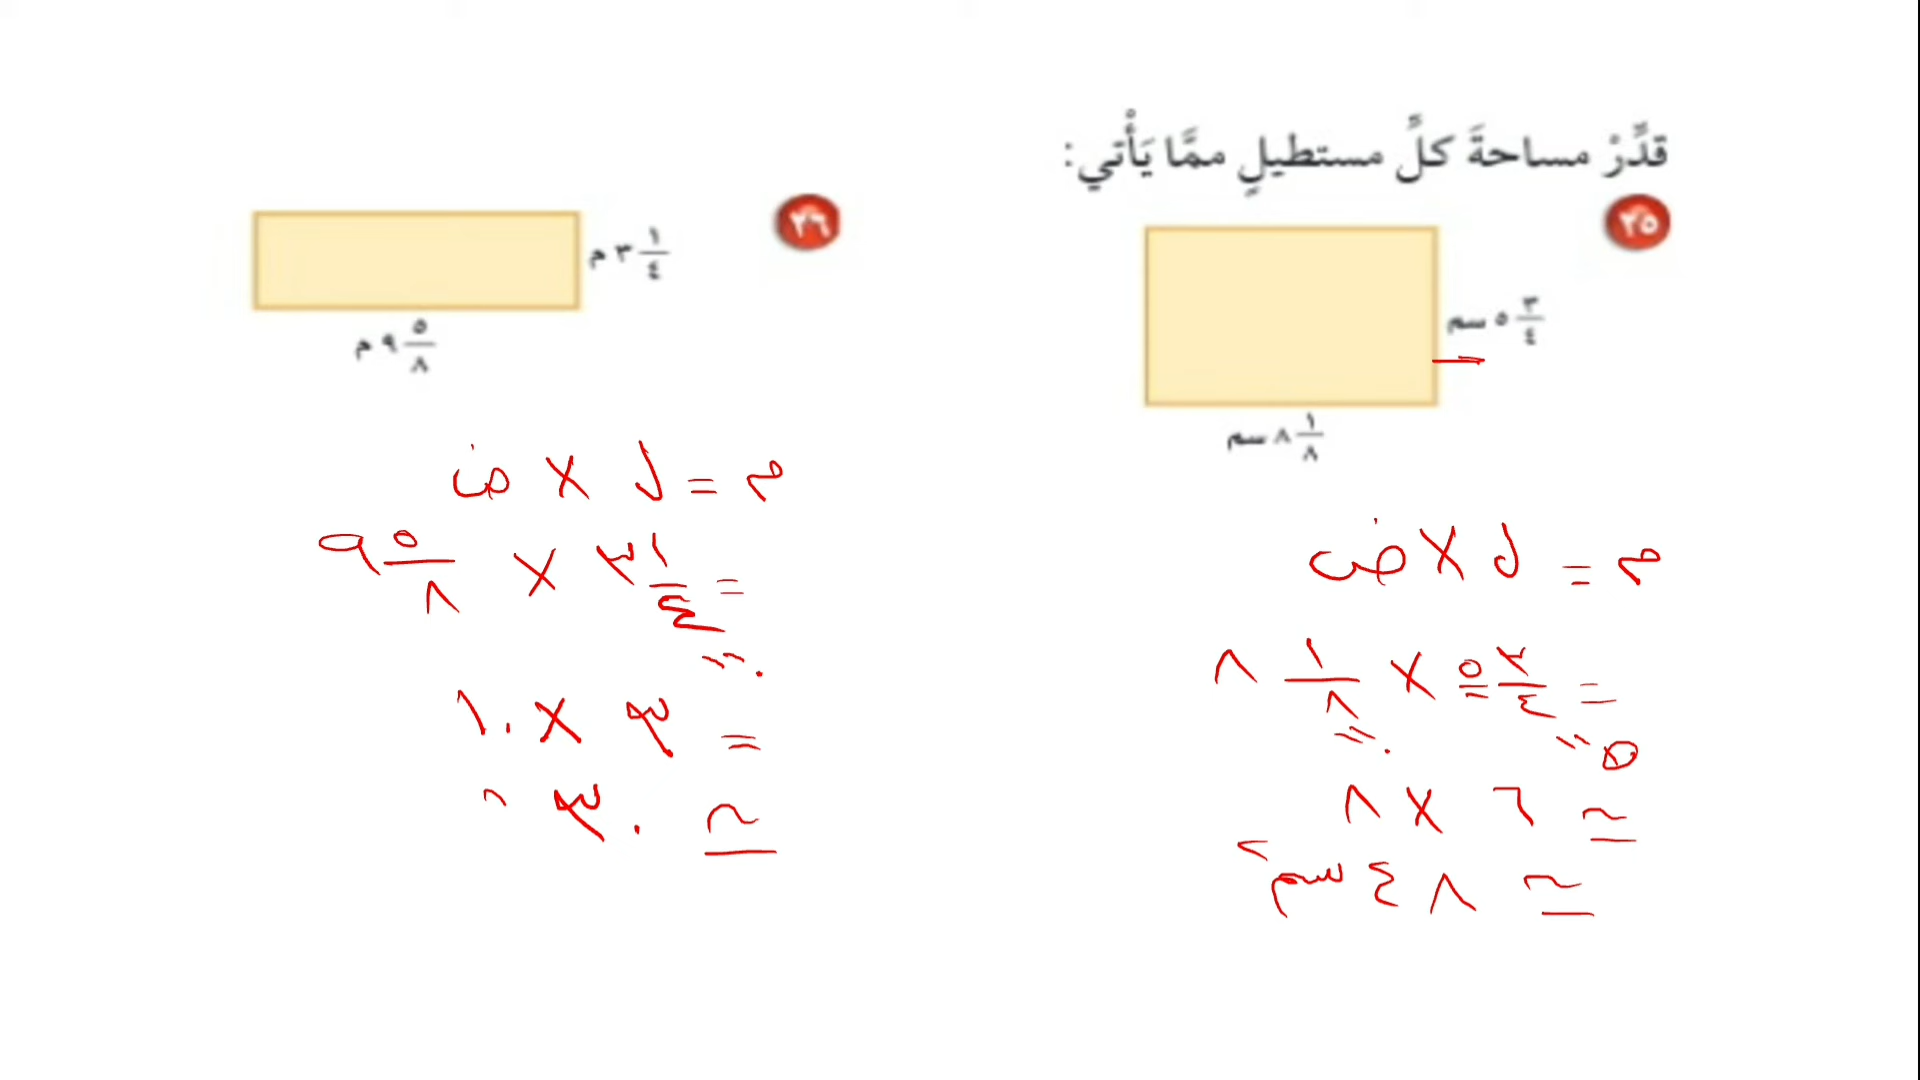 قدِّرْ مساحةَ كلِّ مستطيلٍ ممَّا يَأْتي:
٢٥
٥ ٣/٤ سم
٨ ١/٨ سم
م = ل × ض
= ٥ ٣/٤ × ٨ ١/٨
≃ ٦ × ٨
≃ ٤٨ سم٢
٢٦
٣ ١/٤ م
٩ ٥/٨ م
م = ل × ض
= ٣ ١/٤ × ٩ ٥/٨
= ٣ × ١٠
≃ ٣٠